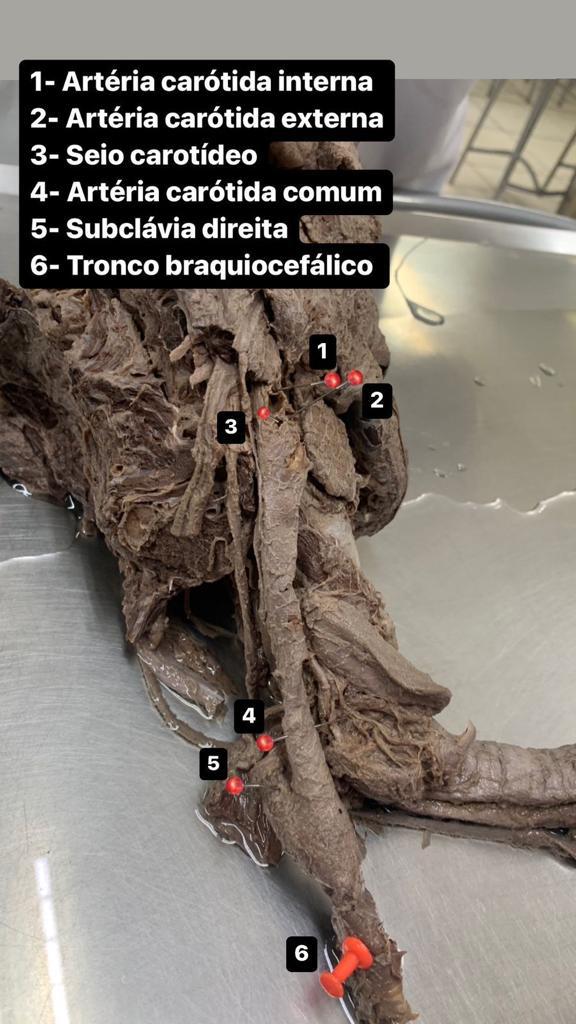 1- Artéria carótida interna
2- Artéria carótida externa
3- Seio carotídeo
4- Artéria carótida comum
5- Subclávia direita
6- Tronco braquiocefálico
1
2
3
4
5
6